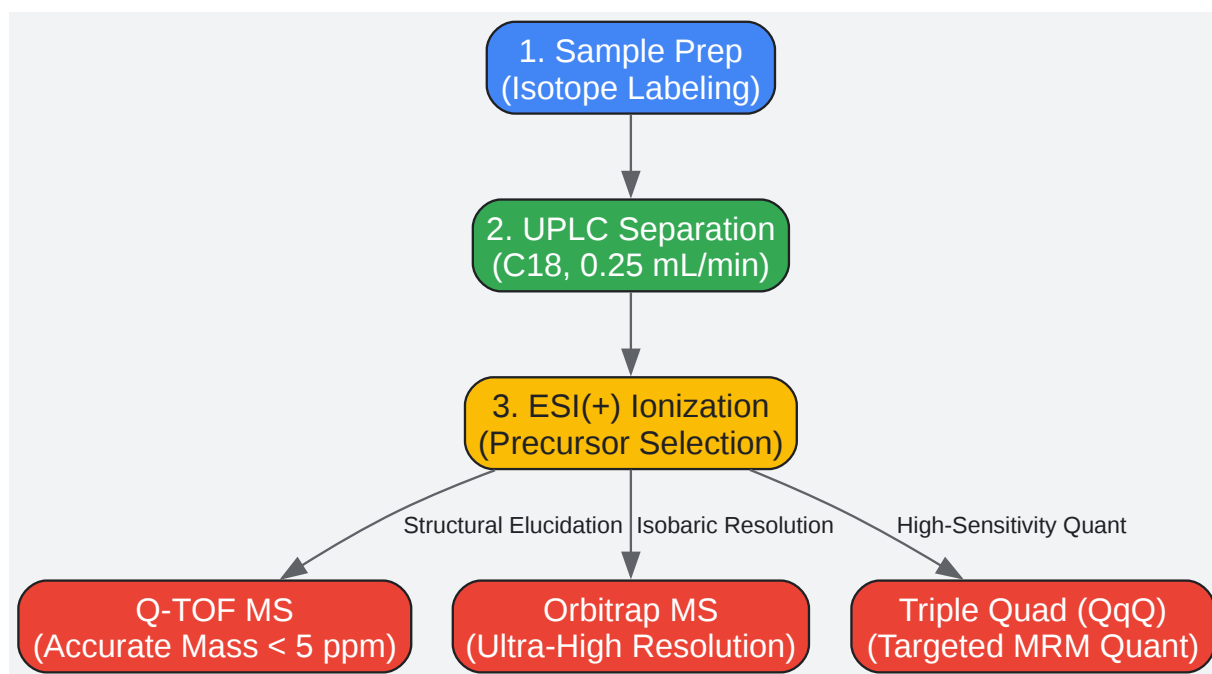 1. Sample Prep
(Isotope Labeling)
2. UPLC Separation
(C18, 0.25 mL/min)
3. ESI(+) Ionization
(Precursor Selection)
Structural Elucidation
Isobaric Resolution
High-Sensitivity Quant
Q-TOF MS
(Accurate Mass < 5 ppm)
Orbitrap MS
(Ultra-High Resolution)
Triple Quad (QqQ)
(Targeted MRM Quant)